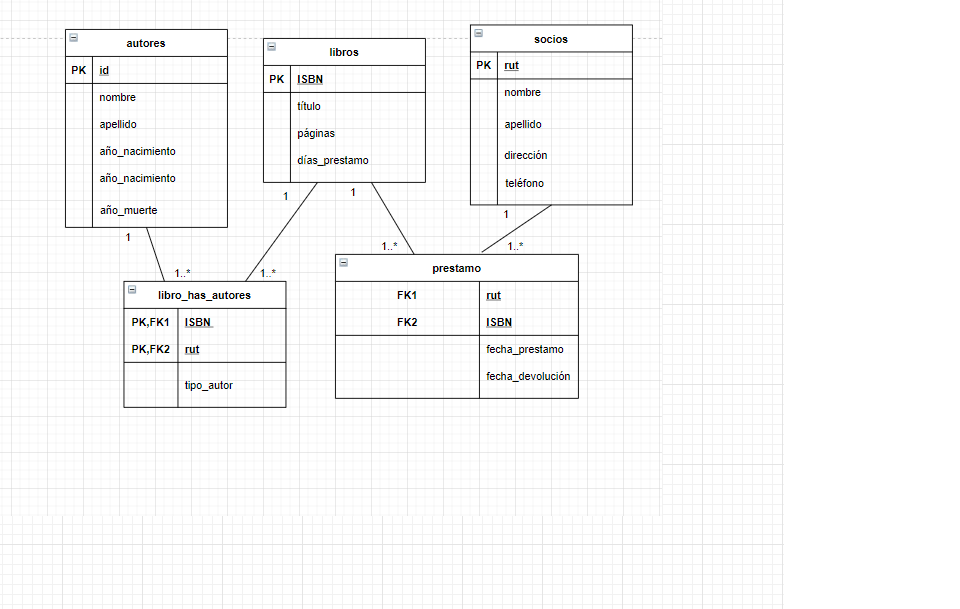 autores
PK id
nombre
apellido
año_nacimiento
año_nacimiento
año_muerte
libros
PK ISBN
título
páginas
días_prestamo
socios
PK rut
nombre
apellido
dirección
teléfono
1
1
1
1
1..*
1..*
1..*
1..*
libro_has_autores
PK,FK1 ISBN
PK,FK2 rut
tipo_autor
prestamo
FK1 rut
FK2 ISBN
fecha_prestamo
fecha_devolución